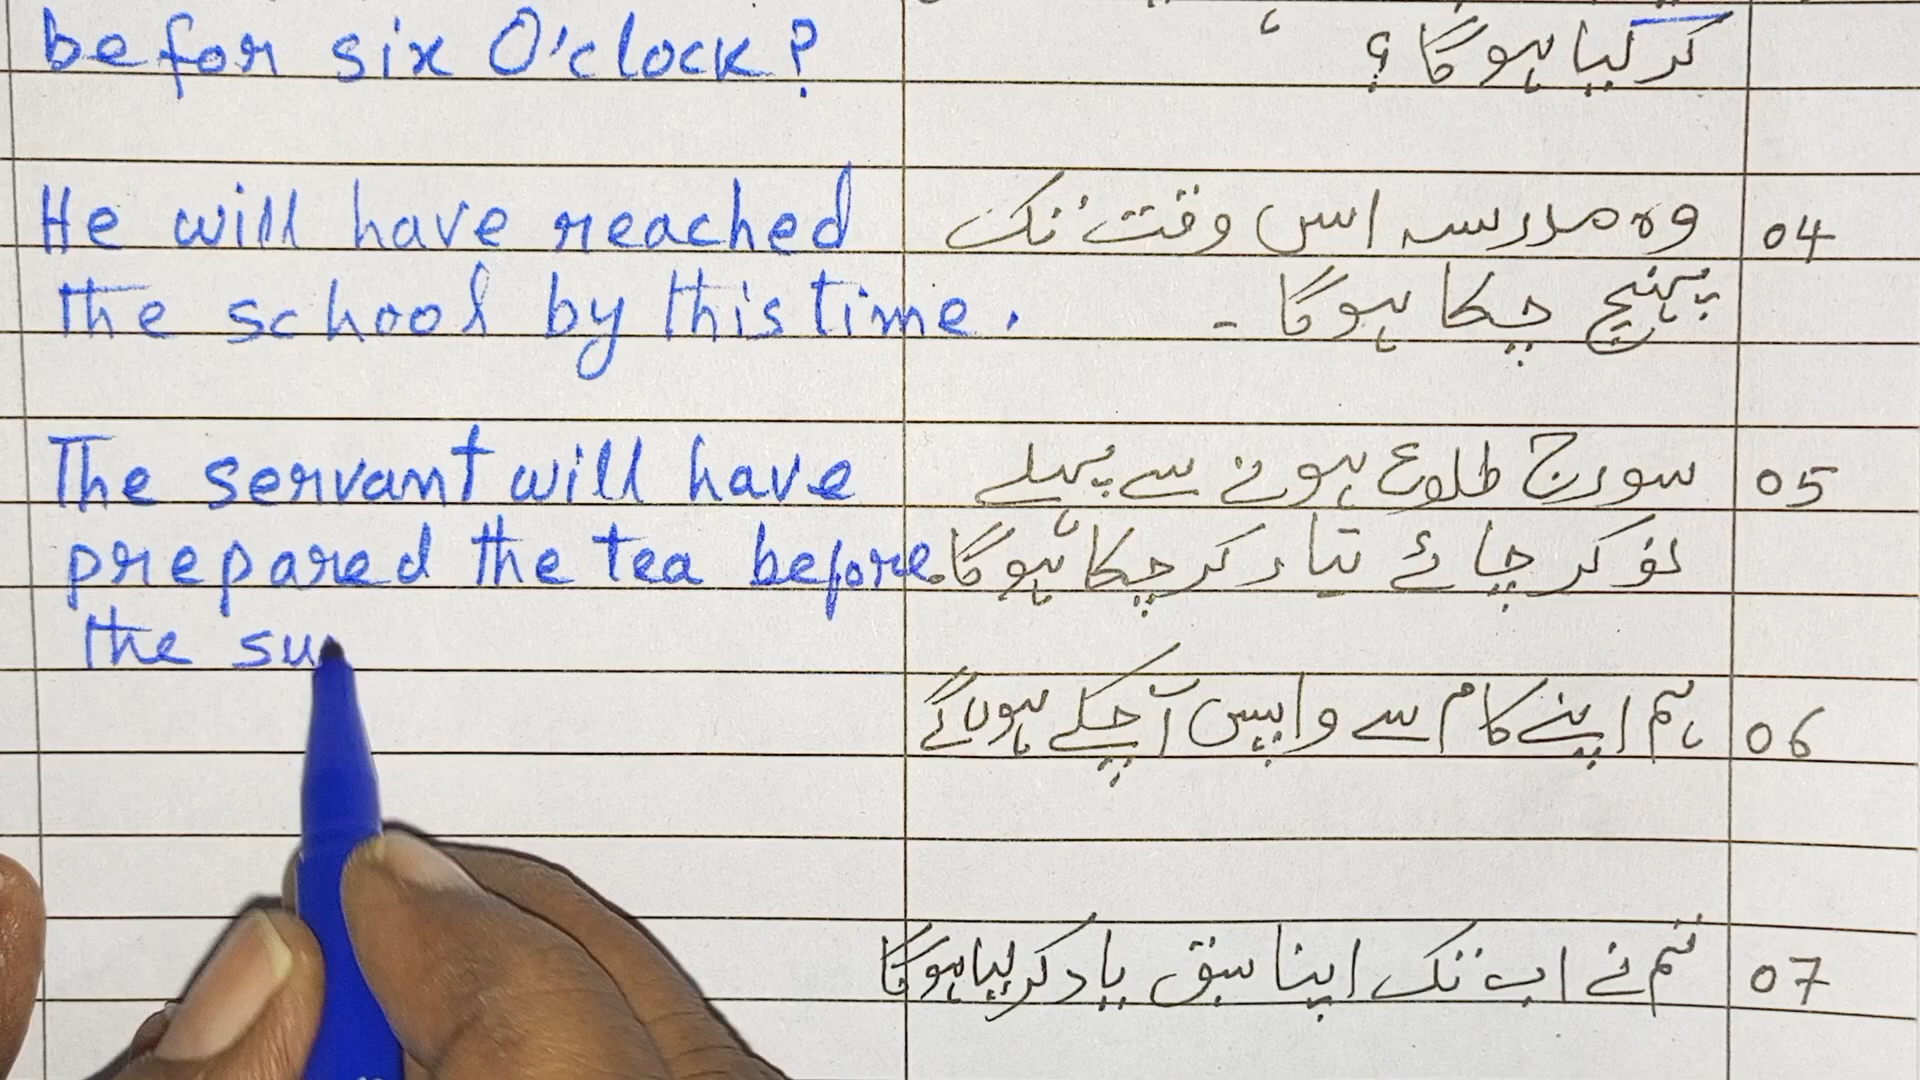 befor six O'clock?
کر لیا ہوگا ؟
He will have reached
the school by this time.
04 وہ مدرسہ اس وقت تک
پہنچ چکا ہوگا ۔
The servant will have
prepared the tea before
the su
05 سورج طلوع ہونے سے پہلے
نوکر چائے تیار کر چکا ہوگا۔
06 ہم اپنے کام سے واپس آ چکے ہوں گے
07 تم نے اب تک اپنا سبق یاد کر لیا ہوگا